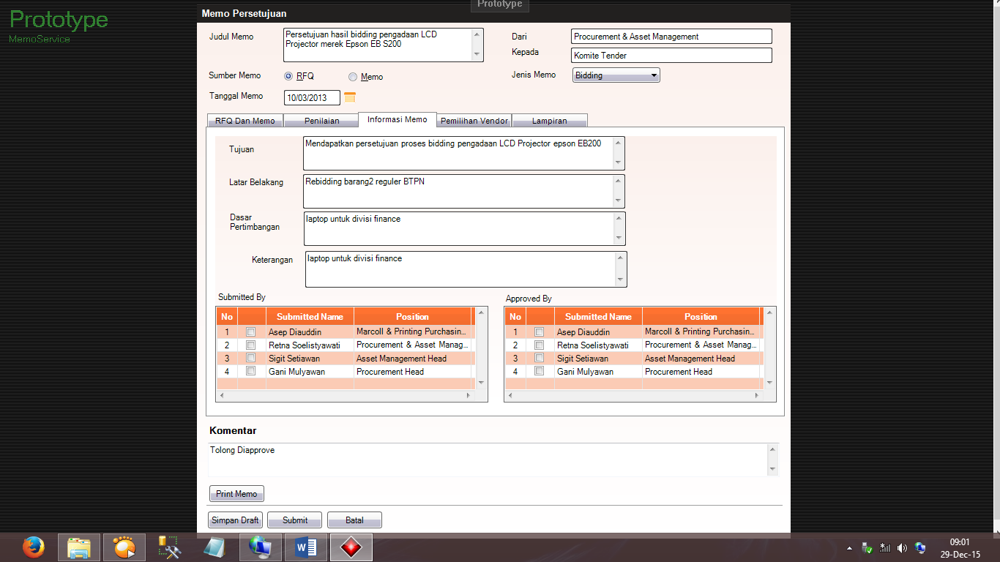 Prototype
MemoService
Prototype
Memo Persetujuan
Judul Memo
Persetujuan hasil bidding pengadaan LCD
Projector merek Epson EB S200
Dari
Procurement & Asset Management
Kepada
Komite Tender
Sumber Memo
RFQ
Memo
Jenis Memo
Bidding
Tanggal Memo
10/03/2013
RFQ Dan Memo
Penilaian
Informasi Memo
Pemilihan Vendor
Lampiran
Tujuan
Mendapatkan persetujuan proses bidding pengadaan LCD Projector epson EB200
Latar Belakang
Rebidding barang2 reguler BTPN
Dasar
Pertimbangan
laptop untuk divisi finance
Keterangan
laptop untuk divisi finance
Submitted By
No Submitted Name Position
1 Asep Diauddin Marcoll & Printing Purchasin...
2 Retna Soelistyawati Procurement & Asset Manag...
3 Sigit Setiawan Asset Management Head
4 Gani Mulyawan Procurement Head
Approved By
No Submitted Name Position
1 Asep Diauddin Marcoll & Printing Purchasin...
2 Retna Soelistyawati Procurement & Asset Manag...
3 Sigit Setiawan Asset Management Head
4 Gani Mulyawan Procurement Head
Komentar
Tolong Diapprove
Print Memo
Simpan Draft
Submit
Batal
09:01
29-Dec-15